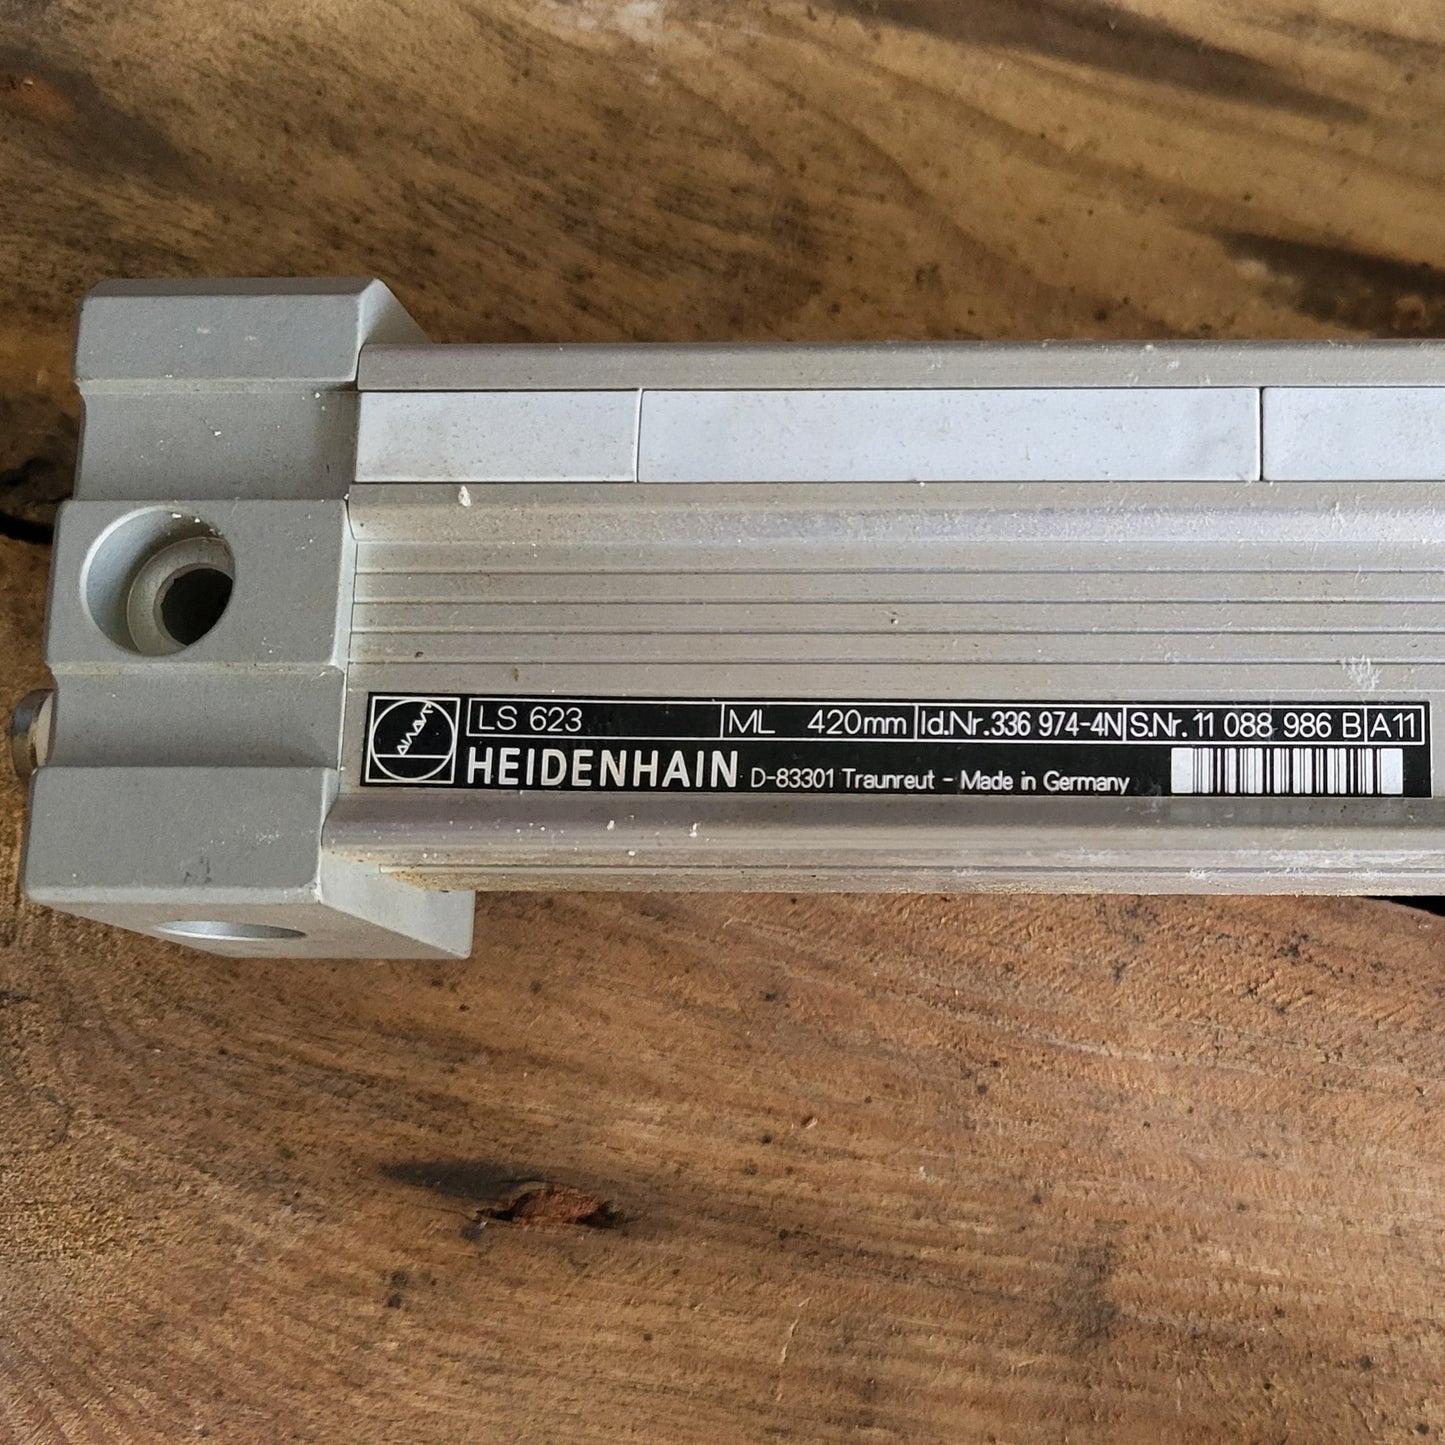 LS 623 ML 420mm Id.Nr.336 974-4N S.Nr. 11 088 986 B A11
HEIDENHAIN D-83301 Traunreut - Made in Germany